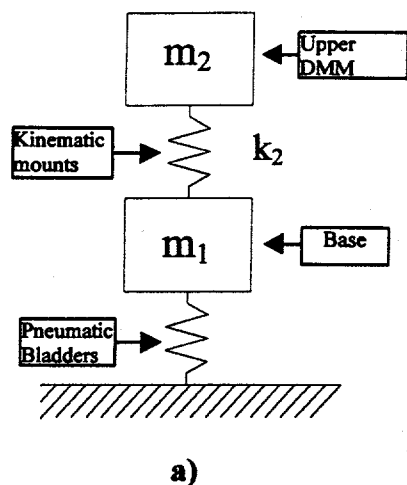 m2
Upper
DMM
Kinematic
mounts
k2
m1
Base
Pneumatic
Bladders
a)